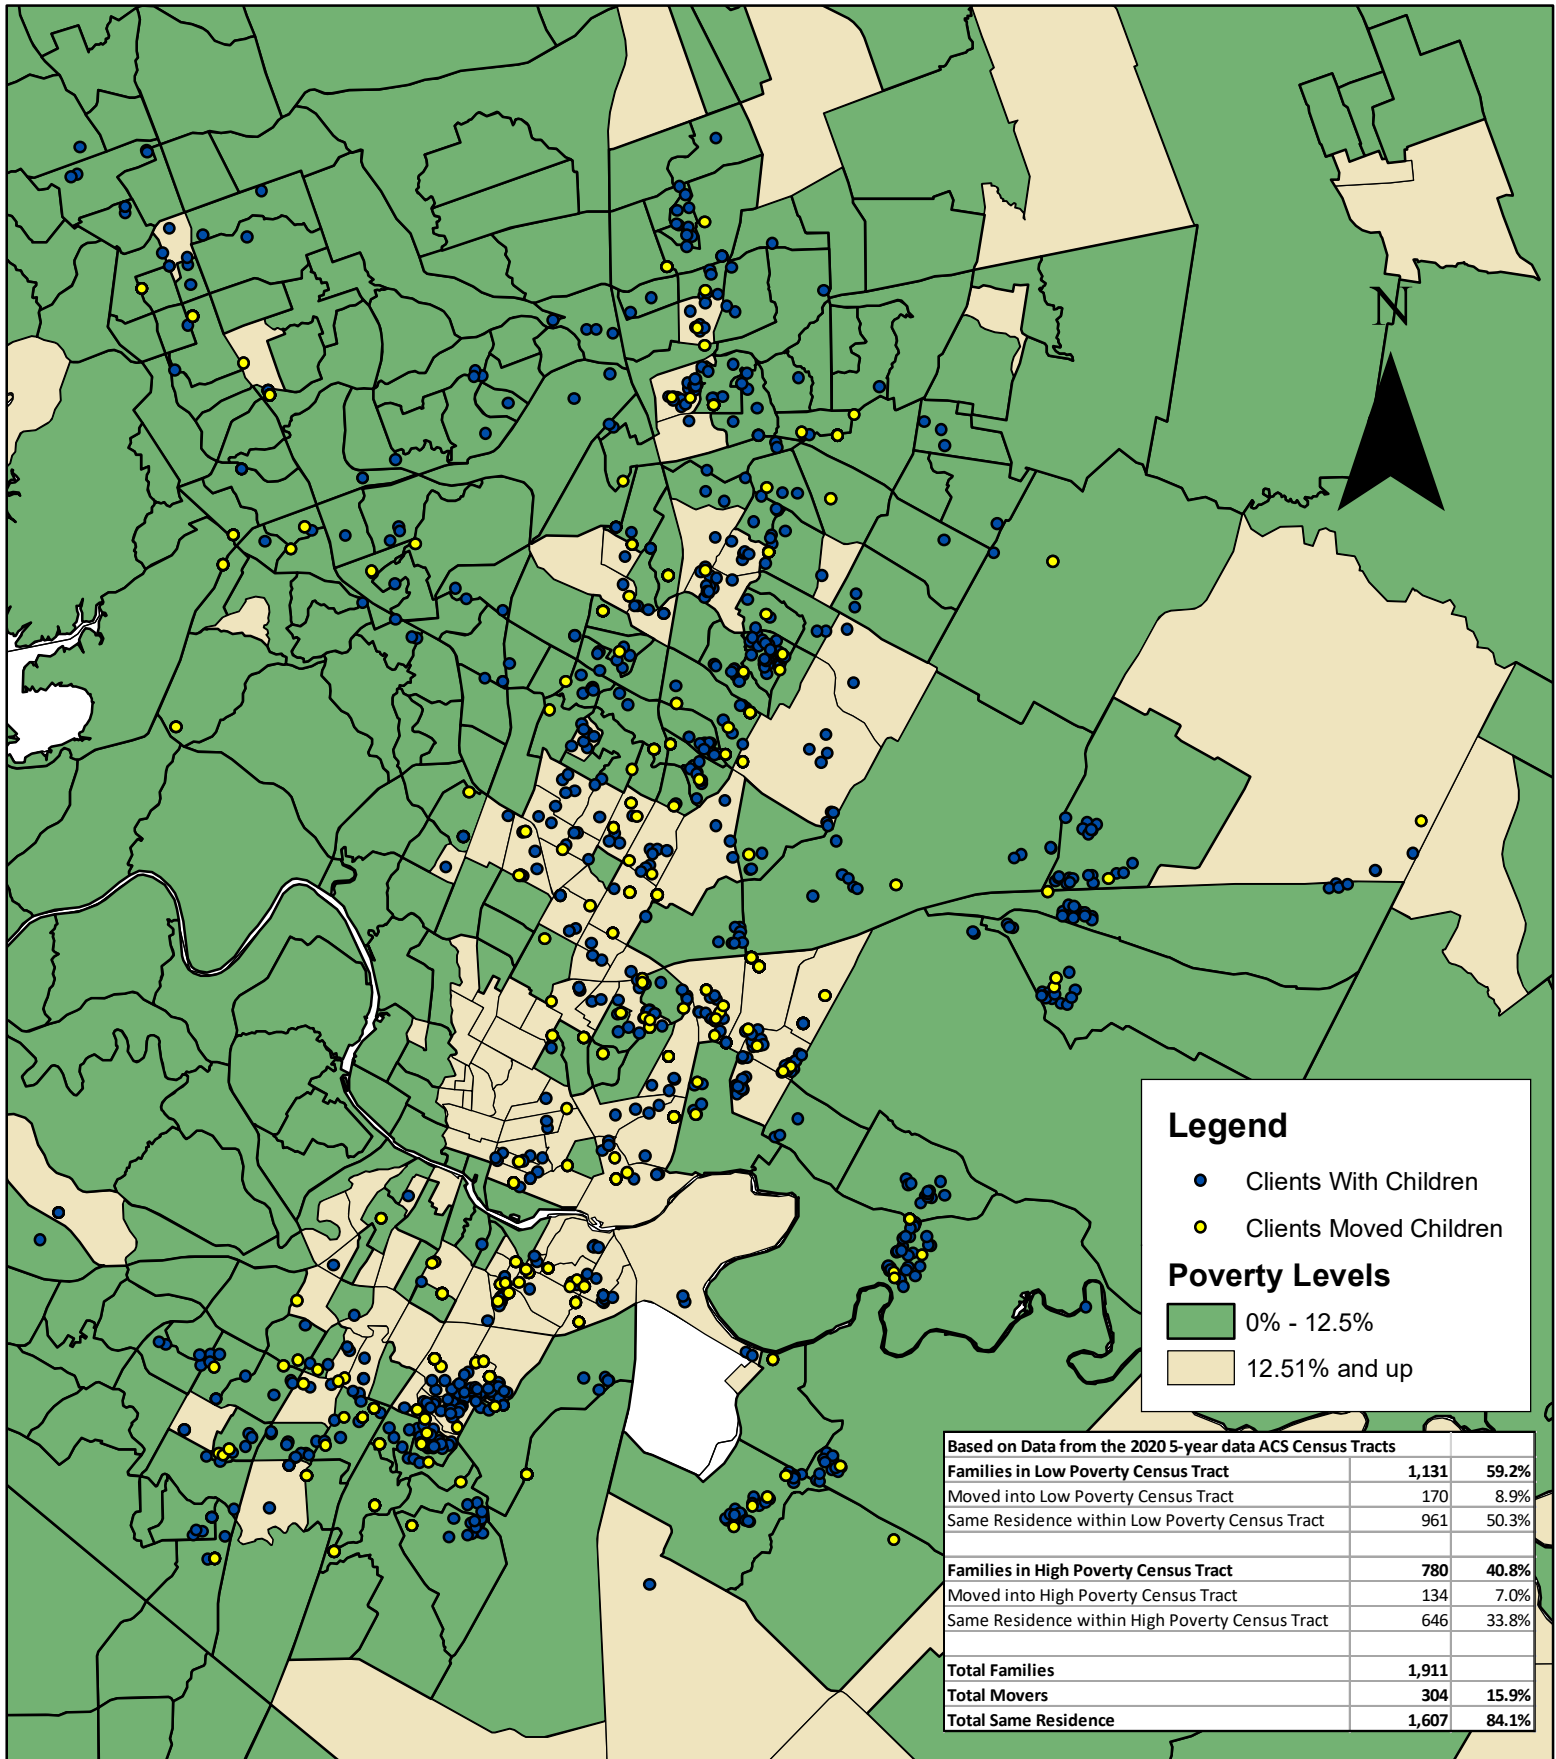 N
Legend
Clients With Children
Clients Moved Children
Poverty Levels
0% - 12.5%
12.51% and up
Based on Data from the 2020 5-year data ACS Census Tracts
Families in Low Poverty Census Tract 1,131 59.2%
Moved into Low Poverty Census Tract 170 8.9%
Same Residence within Low Poverty Census Tract 961 50.3%
Families in High Poverty Census Tract 780 40.8%
Moved into High Poverty Census Tract 134 7.0%
Same Residence within High Poverty Census Tract 646 33.8%
Total Families 1,911
Total Movers 304 15.9%
Total Same Residence 1,607 84.1%